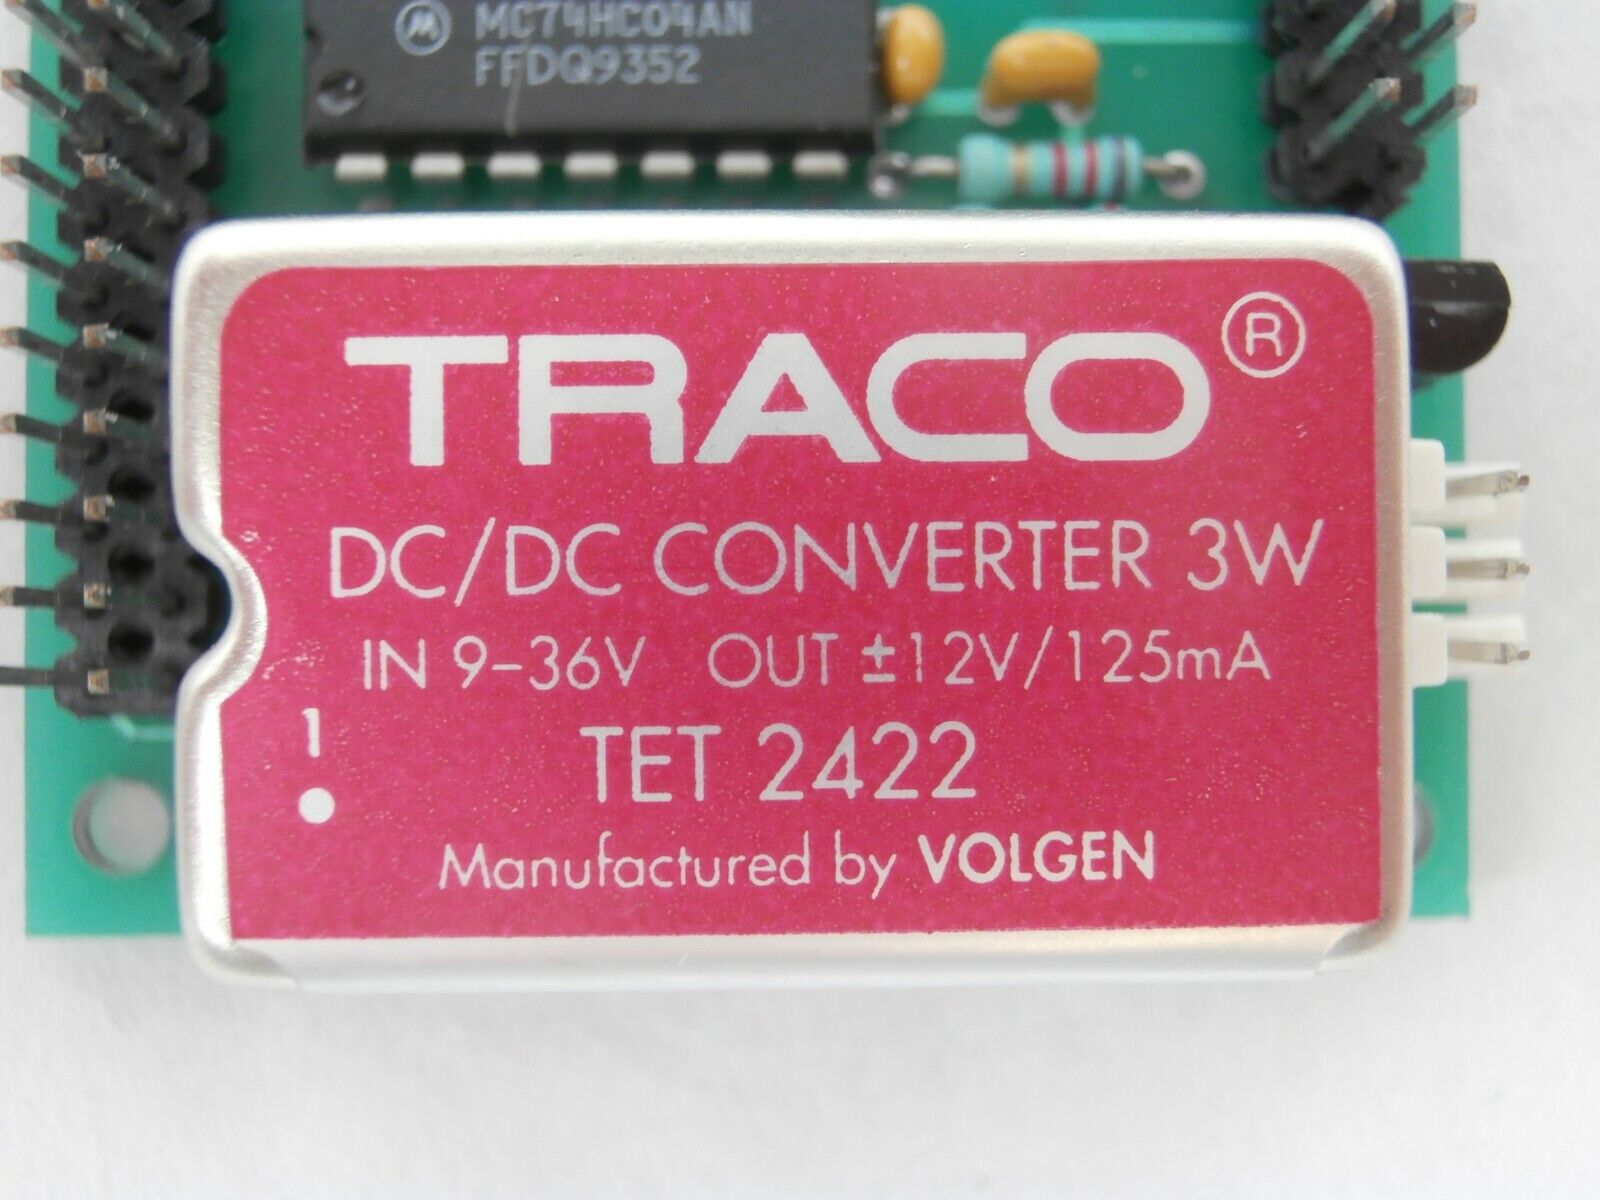 MC74HC04AN
FFDQ9352
TRACO®
DC/DC CONVERTER 3W
IN 9-36V OUT ±12V/125mA
1
TET 2422
Manufactured by VOLGEN